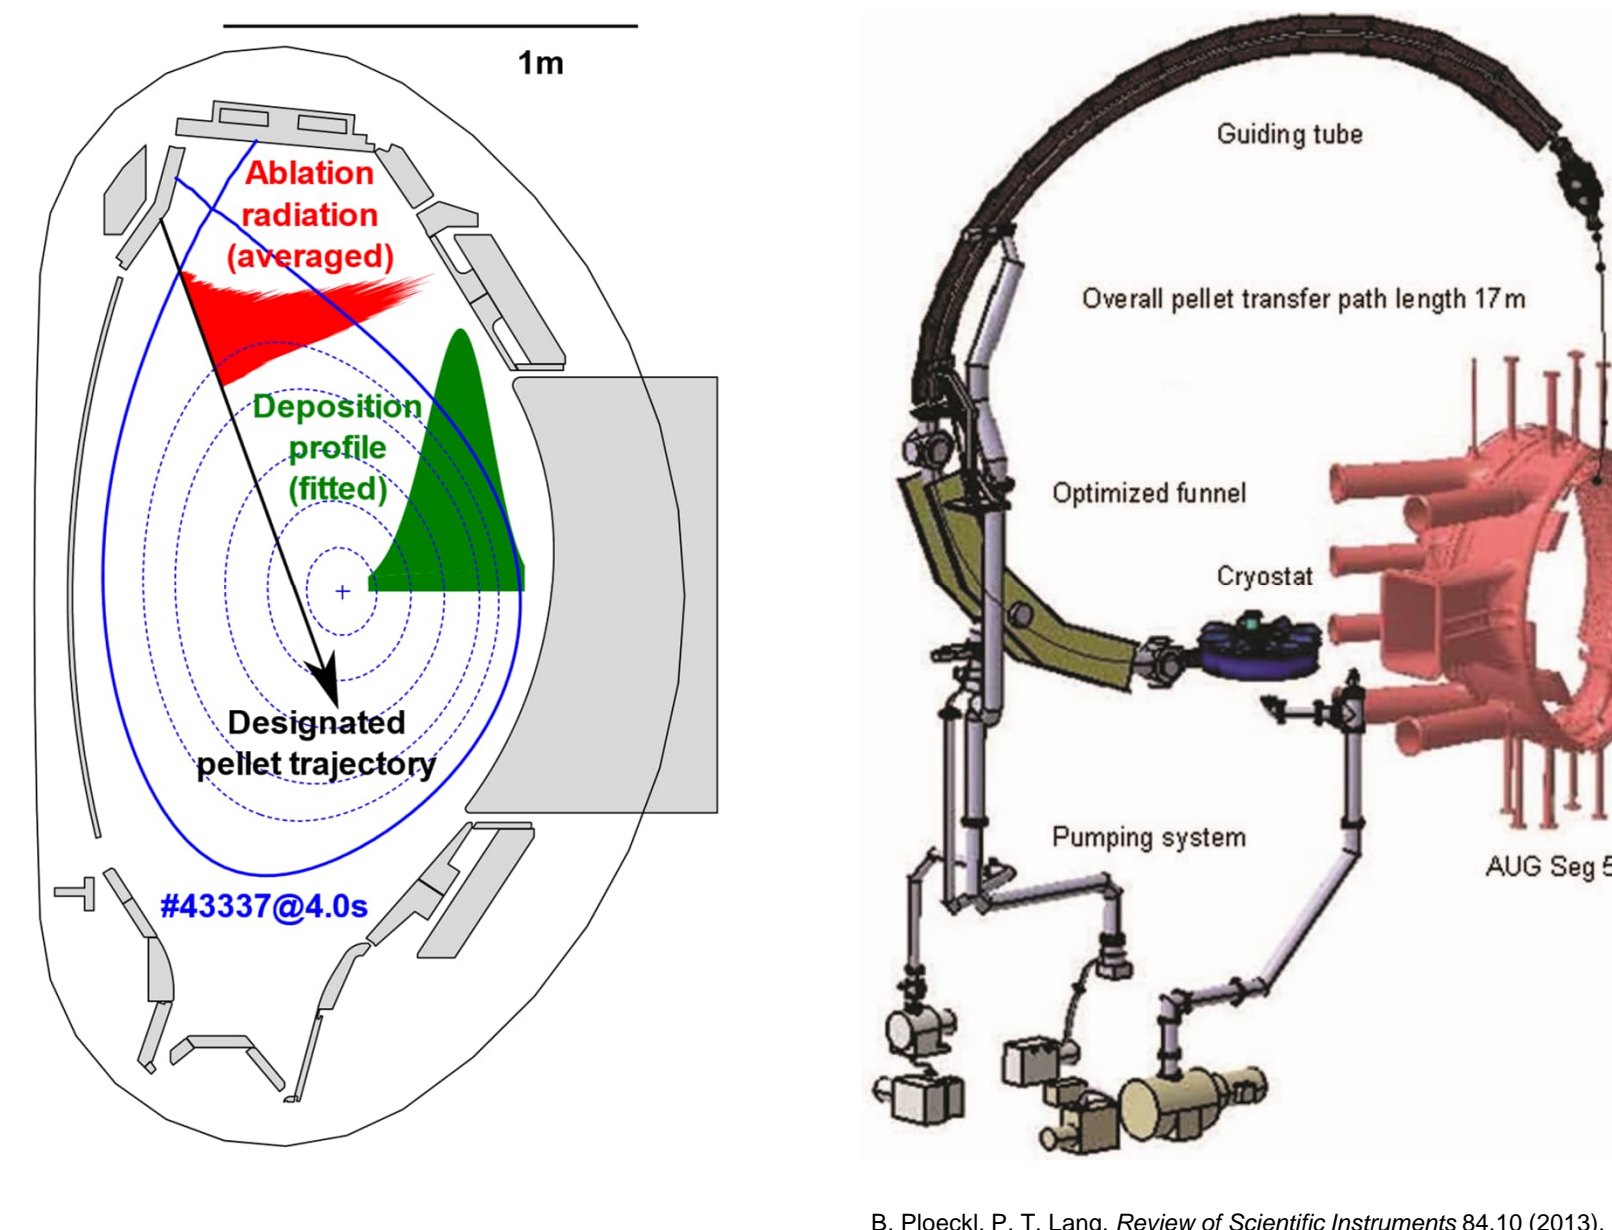 1m
Ablation
radiation
(averaged)
Deposition
profile
(fitted)
Designated
pellet trajectory
#43337@4.0s
Guiding tube
Overall pellet transfer path length 17m
Optimized funnel
Cryostat
Pumping system
AUG Seg 5
B. Ploeckl, P. T. Lang, Review of Scientific Instruments 84.10 (2013).